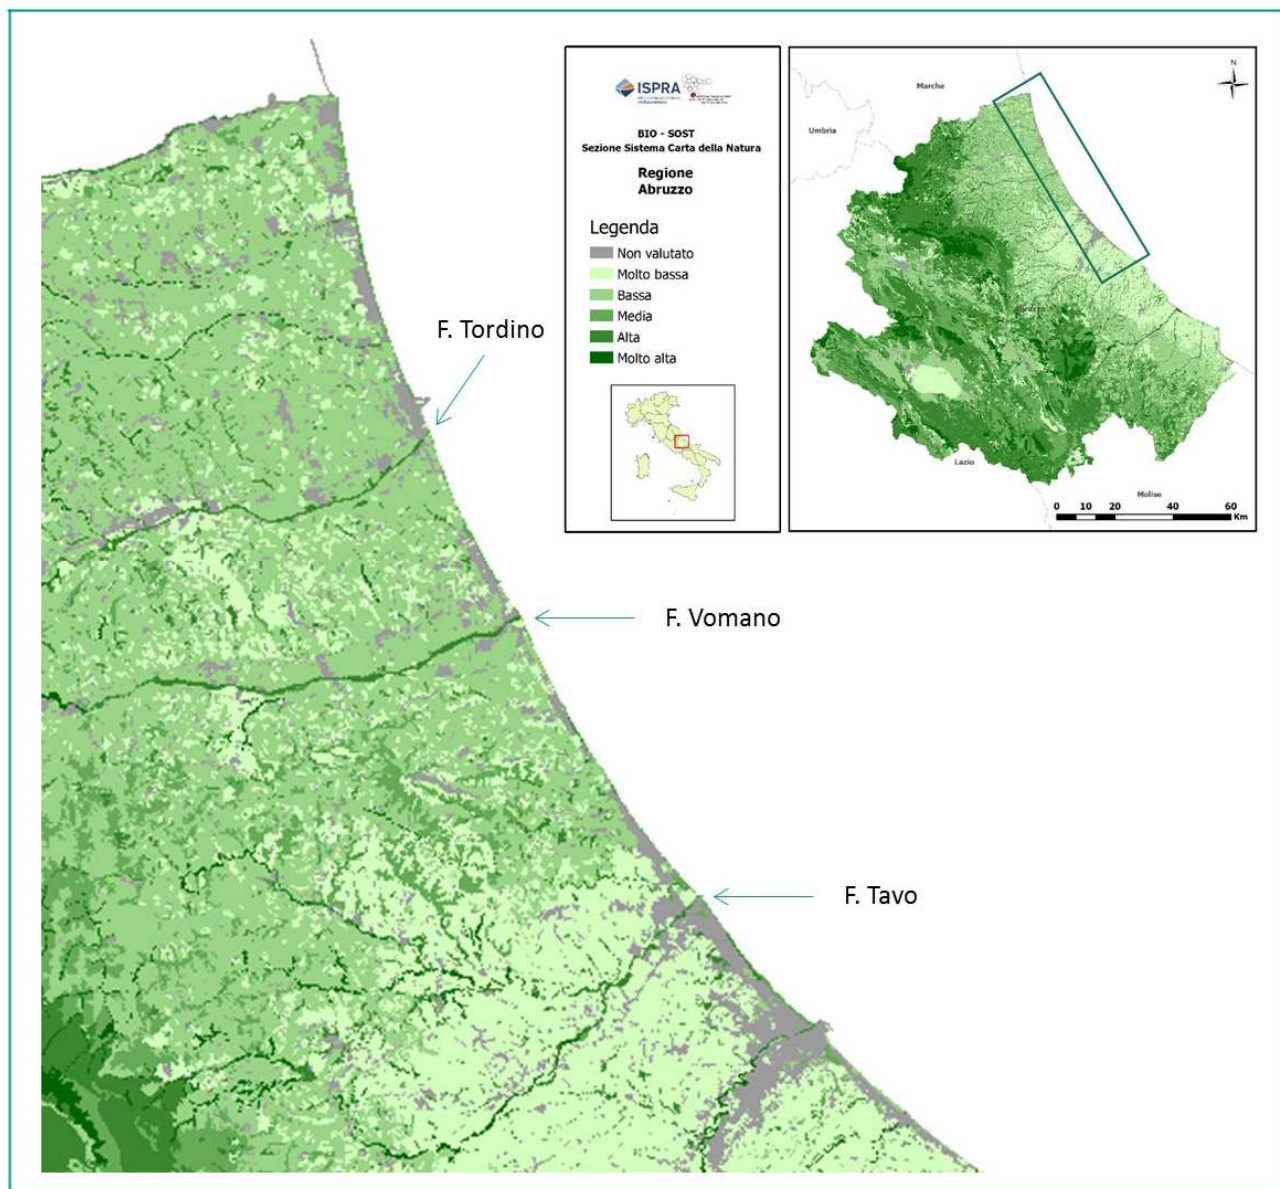 ISPRA
BIO - SOST
Sezione Sistema Carta della Natura
Regione
Abruzzo
Legenda
Non valutato
Molto bassa
Bassa
Media
Alta
Molto alta
N
Marche
Umbria
Lazio
Molise
0 10 20 40 60
Km
F. Tordino
F. Vomano
F. Tavo